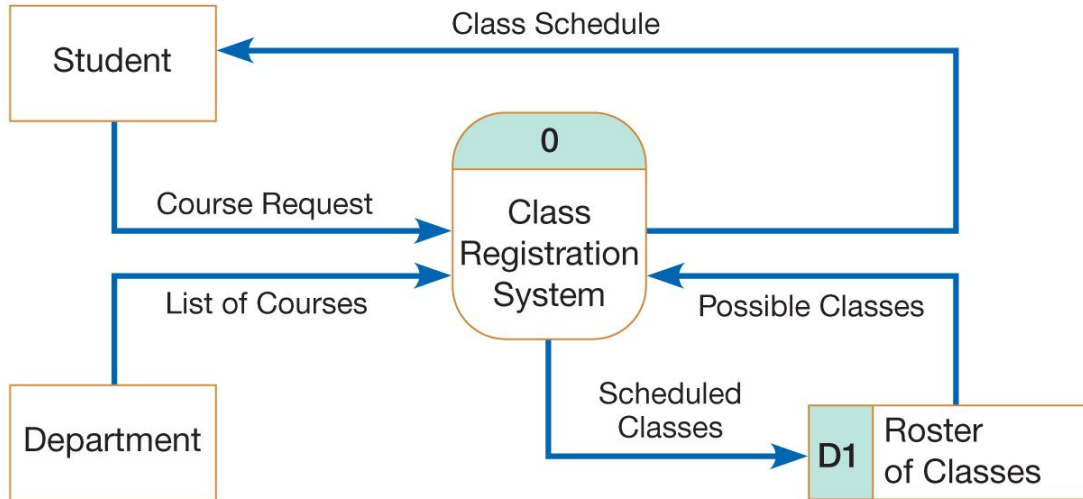 Class Schedule
Student
0
Course Request
Class
Registration
System
List of Courses
Possible Classes
Scheduled
Classes
Department
D1
Roster
of Classes